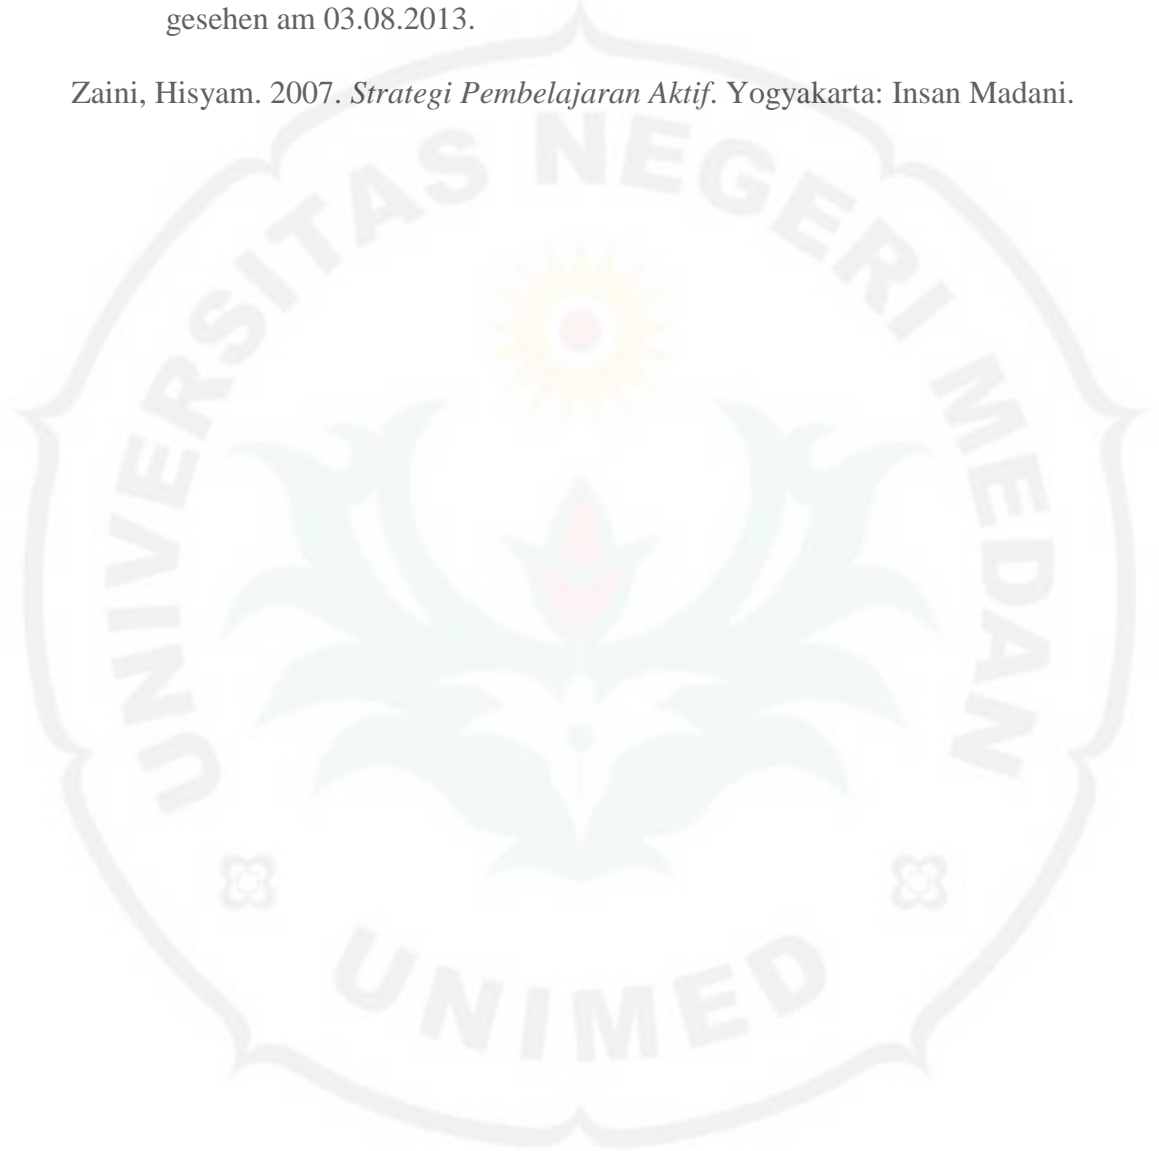 gesehen am 03.08.2013.
Zaini, Hisyam. 2007. Strategi Pembelajaran Aktif. Yogyakarta: Insan Madani.
UNIVERSITAS NEGERI MEDAN
UNIMED